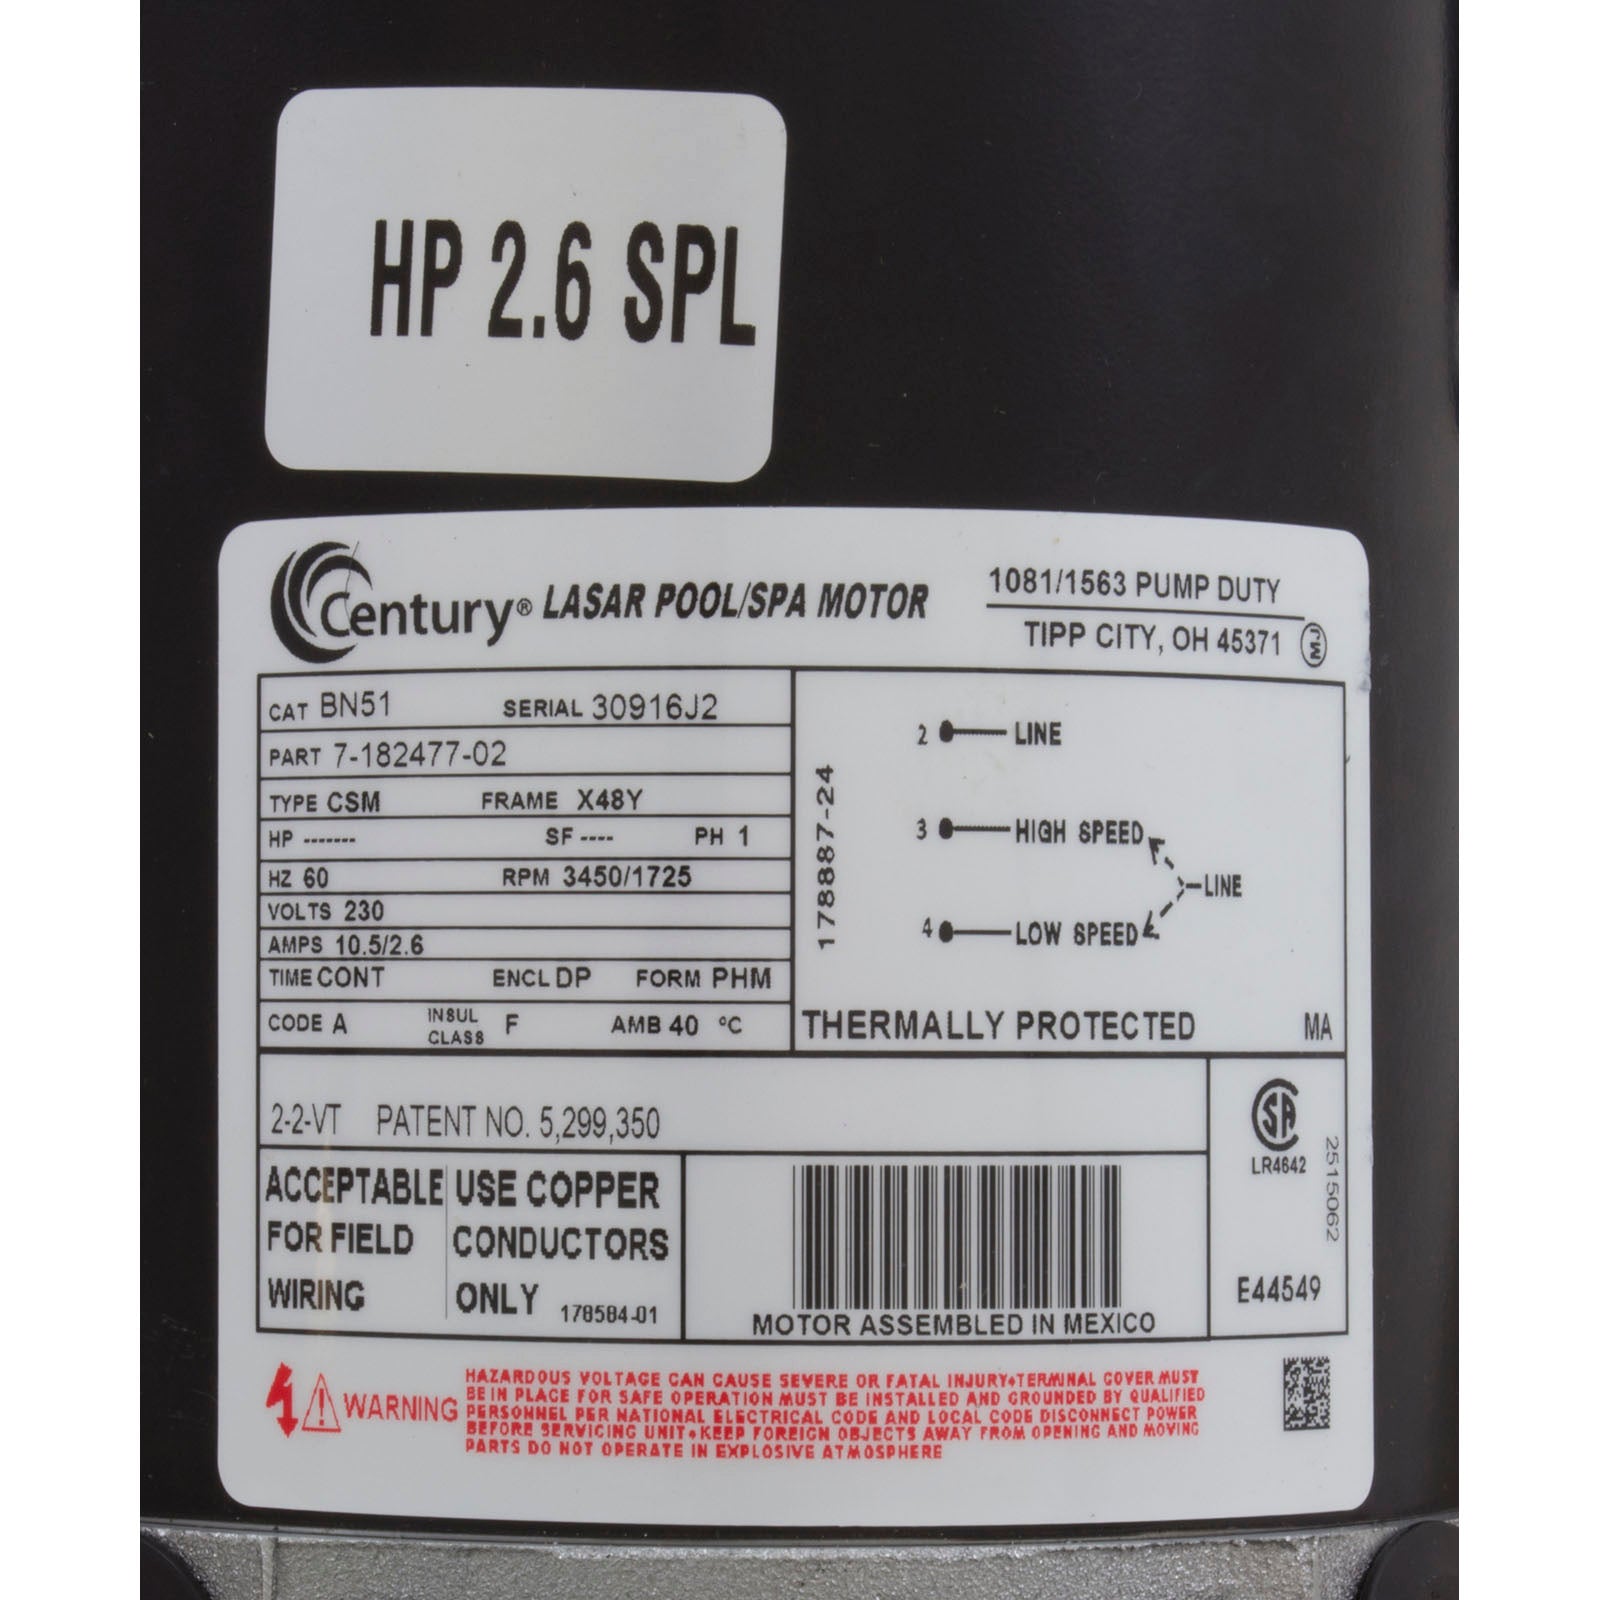 HP 2.6 SPL
Century® LASAR POOL/SPA MOTOR
1081/1563 PUMP DUTY
TIPP CITY, OH 45371 MJ
CAT BN51 SERIAL 30916J2
PART 7-182477-02
TYPE CSM FRAME X48Y
HP ------- SF ---- PH 1
HZ 60 RPM 3450/1725
VOLTS 230
AMPS 10.5/2.6
TIME CONT ENCL DP FORM PHM
CODE A INSUL CLASS F AMB 40 °C
178887-24
2 LINE
3 HIGH SPEED
LINE
4 LOW SPEED
THERMALLY PROTECTED MA
2-2-VT PATENT NO. 5,299,350
ACCEPTABLE
FOR FIELD
WIRING
USE COPPER
CONDUCTORS
ONLY 178584-01
MOTOR ASSEMBLED IN MEXICO
SA
LR4642
2515062
E44549
WARNING
HAZARDOUS VOLTAGE CAN CAUSE SEVERE OR FATAL INJURY•TERMINAL COVER MUST
BE IN PLACE FOR SAFE OPERATION MUST BE INSTALLED AND GROUNDED BY QUALIFIED
PERSONNEL PER NATIONAL ELECTRICAL CODE AND LOCAL CODE DISCONNECT POWER
BEFORE SERVICING UNIT•KEEP FOREIGN OBJECTS AWAY FROM OPENING AND MOVING
PARTS DO NOT OPERATE IN EXPLOSIVE ATMOSPHERE